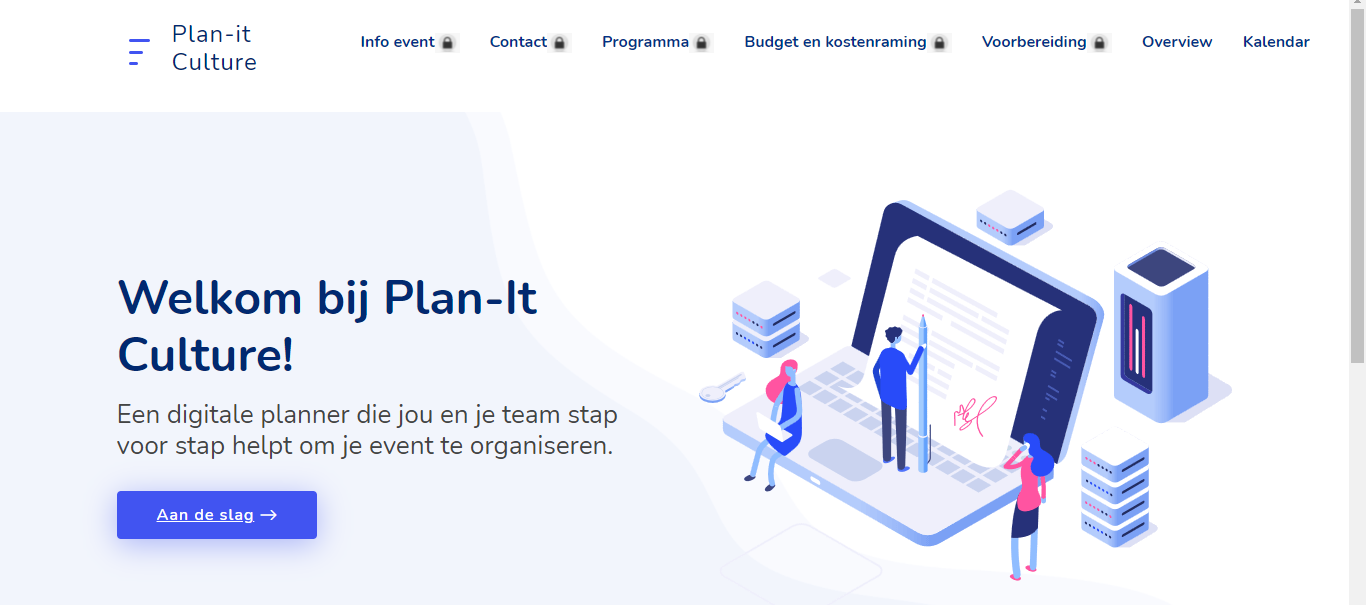 Plan-it
Culture
Info event
Contact
Programma
Budget en kostenraming
Voorbereiding
Overview
Kalendar
Welkom bij Plan-It
Culture!
Een digitale planner die jou en je team stap
voor stap helpt om je event te organiseren.
Aan de slag →